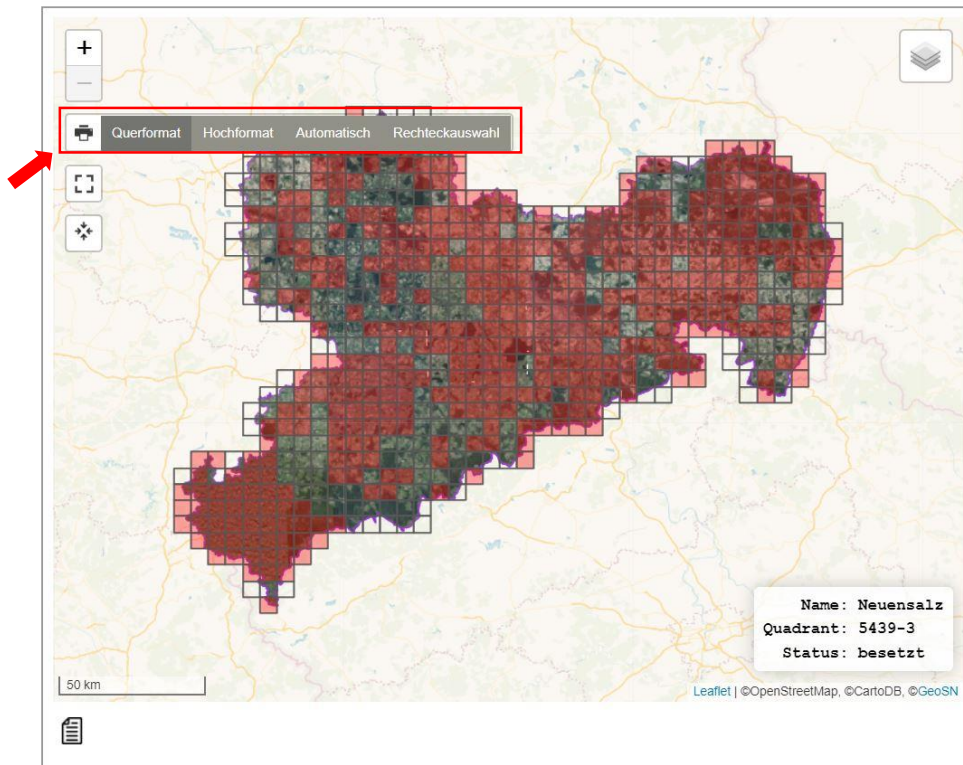 +
−
Querformat Hochformat Automatisch Rechteckauswahl
Name: Neuensalz
Quadrant: 5439-3
Status: besetzt
50 km
Leaflet | ©OpenStreetMap, ©CartoDB, ©GeoSN